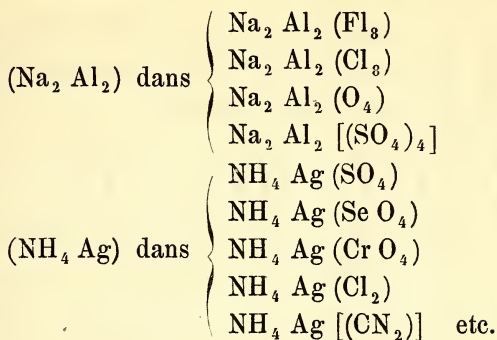 Na₂ Al₂ (Fl₈)
Na₂ Al₂ (Cl₈)
(Na₂ Al₂) dans
Na₂ Al₂ (O₄)
Na₂ Al₂ [(SO₄)₄]
NH₄ Ag (SO₄)
NH₄ Ag (Se O₄)
(NH₄ Ag) dans
NH₄ Ag (Cr O₄)
NH₄ Ag (Cl₂)
NH₄ Ag [(CN₂)] etc.